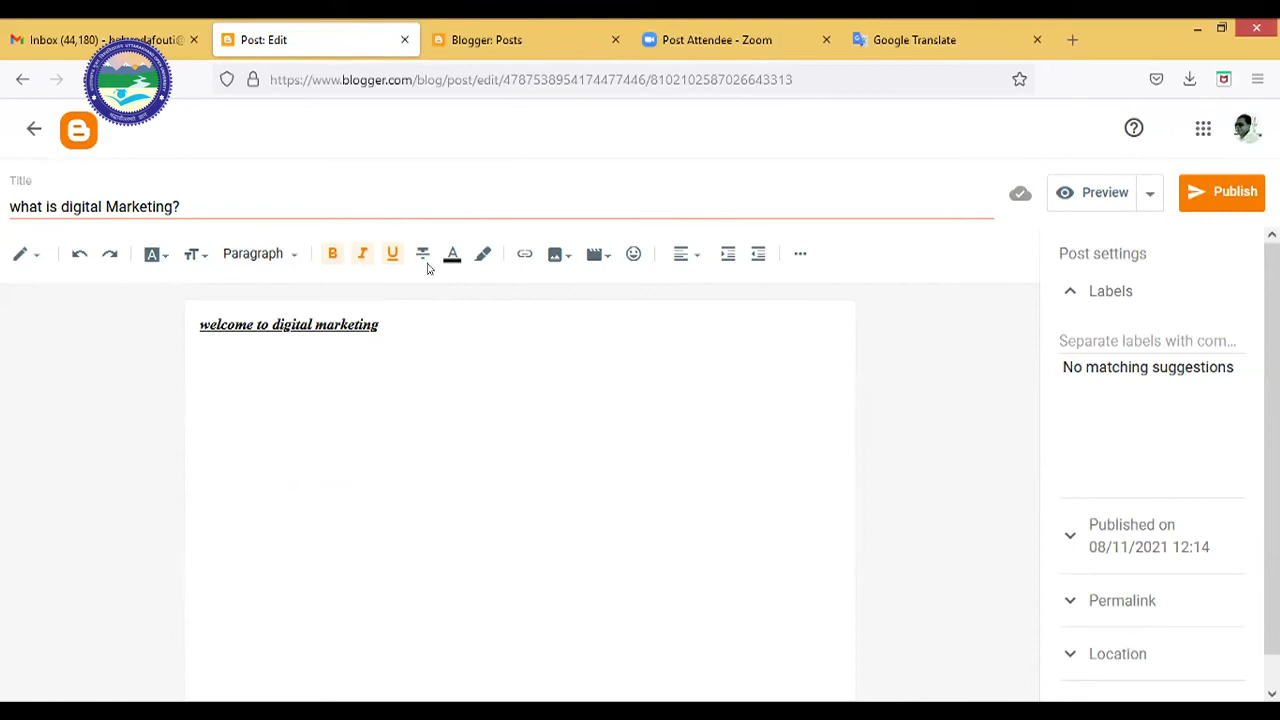 Inbox (44,180) -
Post: Edit
Blogger: Posts
Post Attendee - Zoom
Google Translate
https://www.blogger.com/blog/post/edit/4787538954174477446/8102102587026643313
Title
what is digital Marketing?
Preview
Publish
Paragraph
B
I
U
A
Post settings
Labels
Separate labels with com...
No matching suggestions
welcome to digital marketing
Published on
08/11/2021 12:14
Permalink
Location